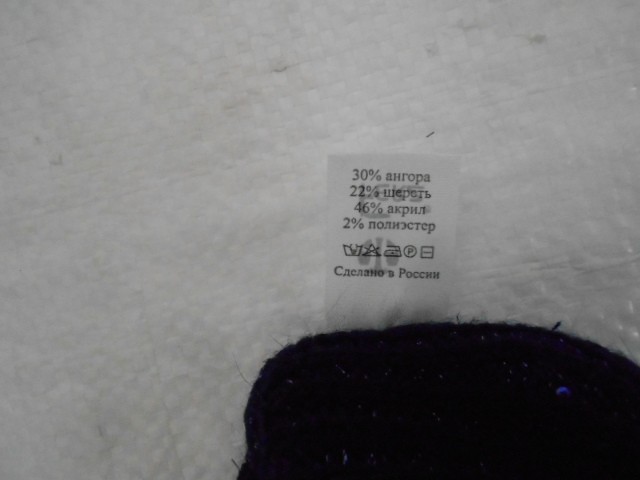 30% ангора
22% шерсть
46% акрил
2% полиэстер
Сделано в России